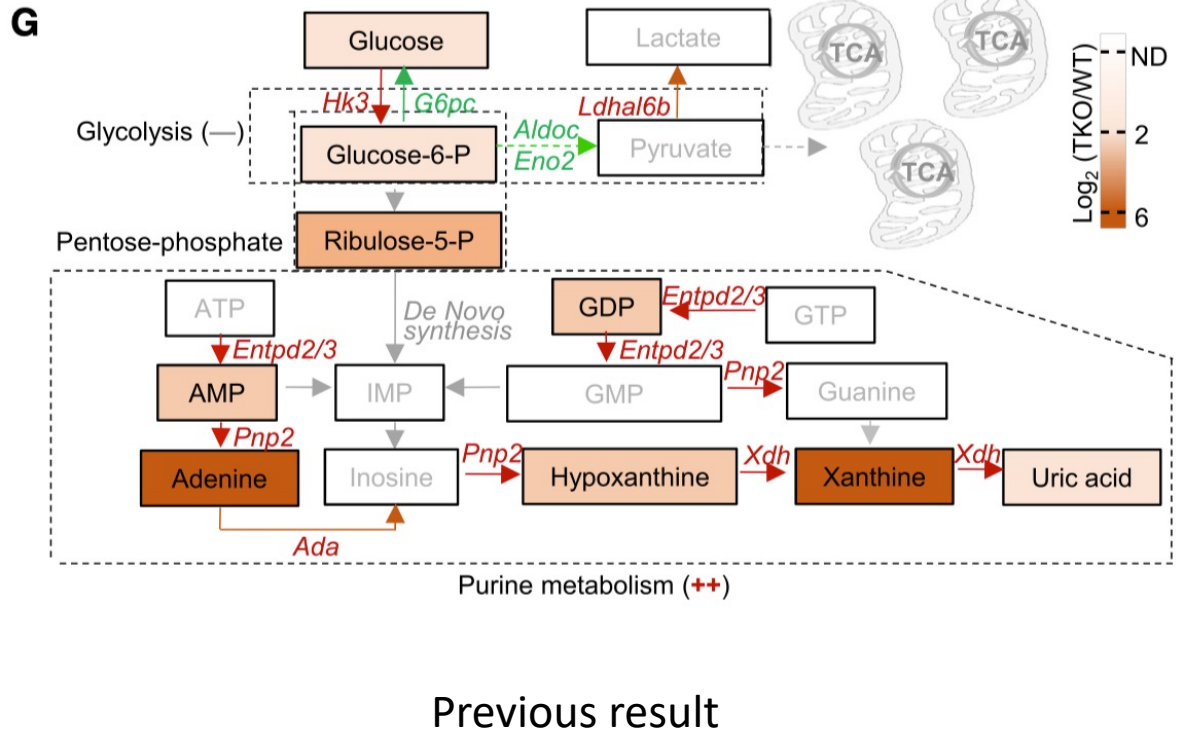 G
Glucose
Lactate
TCA
TCA
ND
2
6
Log2 (TKO/WT)
Hk3
G6pc
Ldhal6b
Glycolysis (—)
Glucose-6-P
Aldoc
Eno2
Pyruvate
TCA
Pentose-phosphate
Ribulose-5-P
ATP
De Novo
synthesis
GDP
Entpd2/3
GTP
Entpd2/3
Entpd2/3
AMP
IMP
GMP
Pnp2
Guanine
Pnp2
Adenine
Inosine
Pnp2
Hypoxanthine
Xdh
Xanthine
Xdh
Uric acid
Ada
Purine metabolism (++)
Previous result